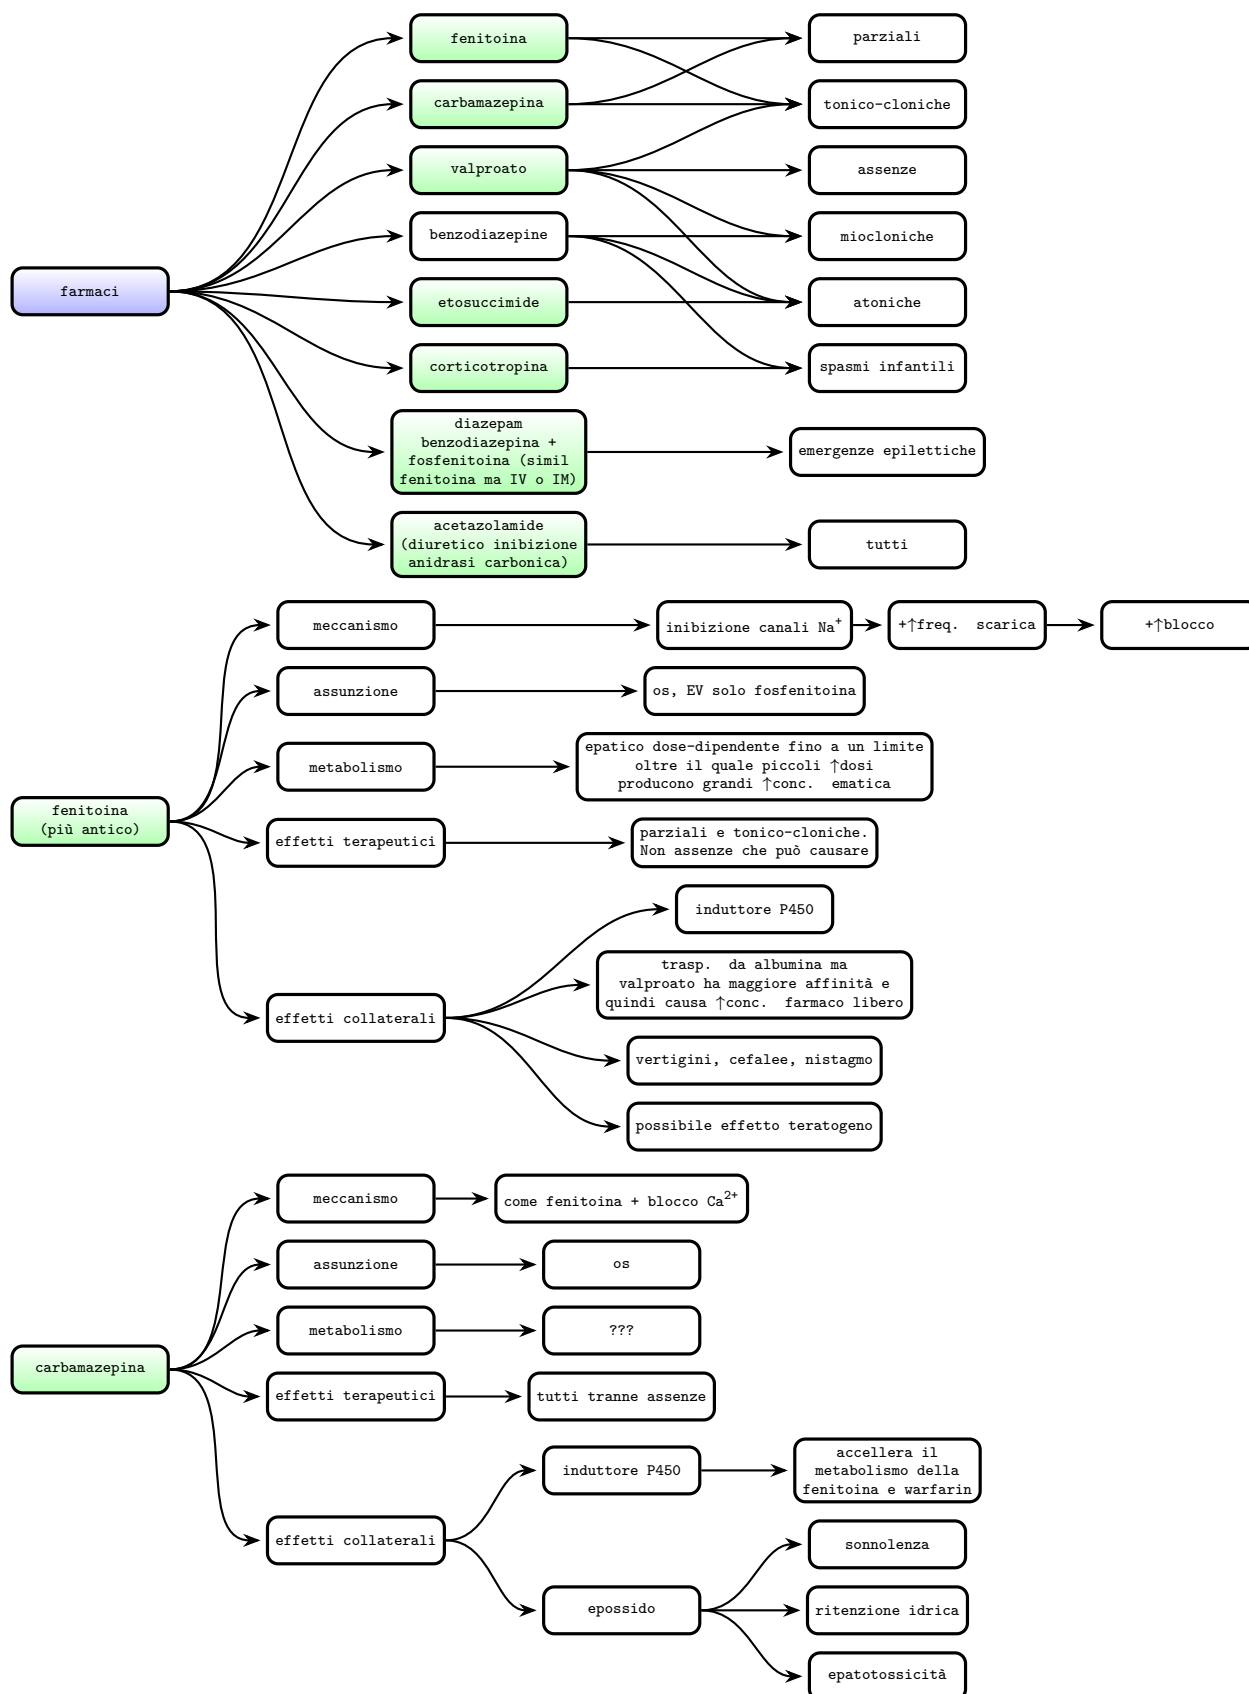 farmaci
fenitoina
carbamazepina
valproato
benzodiazepine
etosuccimide
corticotropina
diazepam
benzodiazepina +
fosfenitoina (simil
fenitoina ma IV o IM)
acetazolamide
(diuretico inibizione
anidrasi carbonica)
parziali
tonico-cloniche
assenze
miocloniche
atoniche
spasmi infantili
emergenze epilettiche
tutti
fenitoina
(più antico)
meccanismo
inibizione canali Na⁺
+↑freq. scarica
+↑blocco
assunzione
os, EV solo fosfenitoina
metabolismo
epatico dose-dipendente fino a un limite
oltre il quale piccoli ↑dosi
producono grandi ↑conc. ematica
effetti terapeutici
parziali e tonico-cloniche.
Non assenze che può causare
effetti collaterali
induttore P450
trasp. da albumina ma
valproato ha maggiore affinità e
quindi causa ↑conc. farmaco libero
vertigini, cefalee, nistagmo
possibile effetto teratogeno
carbamazepina
meccanismo
come fenitoina + blocco Ca²⁺
assunzione
os
metabolismo
???
effetti terapeutici
tutti tranne assenze
effetti collaterali
induttore P450
accellera il
metabolismo della
fenitoina e warfarin
epossido
sonnolenza
ritenzione idrica
epatotossicità